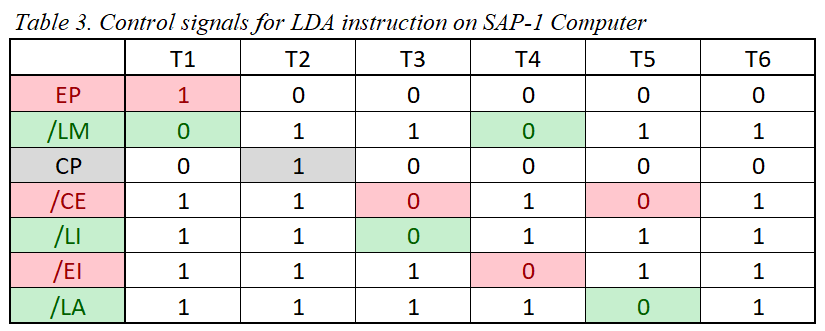 Table 3. Control signals for LDA instruction on SAP-1 Computer
T1 T2 T3 T4 T5 T6
EP 1 0 0 0 0 0
/LM 0 1 1 0 1 1
CP 0 1 0 0 0 0
/CE 1 1 0 1 0 1
/LI 1 1 0 1 1 1
/EI 1 1 1 0 1 1
/LA 1 1 1 1 0 1